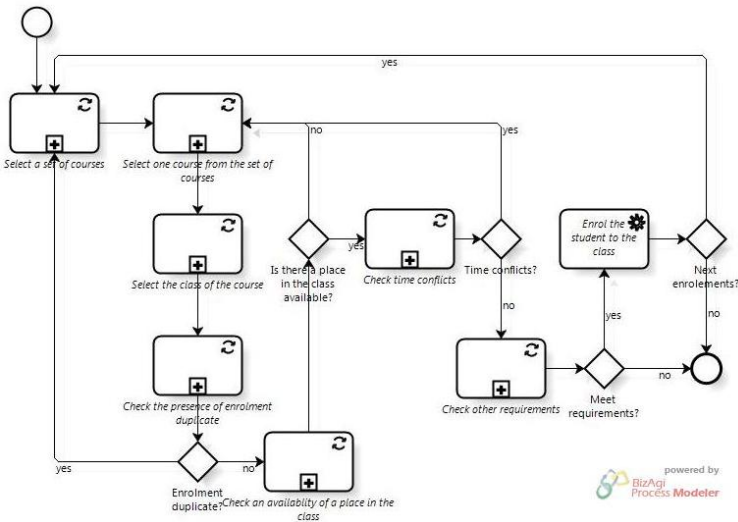 yes
Select a set of courses
Select one course from the set of
courses
no
yes
Select the class of the course
Is there a place
in the class
available?
yes
Check time conflicts
Time conflicts?
Enrol the
student to the
class
Next
enrolements?
no
yes
no
Check the presence of enrolment
duplicate
Check other requirements
Meet
requirements?
no
yes
no
Enrolment
duplicate?
Check an availablity of a place in the
class
powered by
BizAgi
Process Modeler